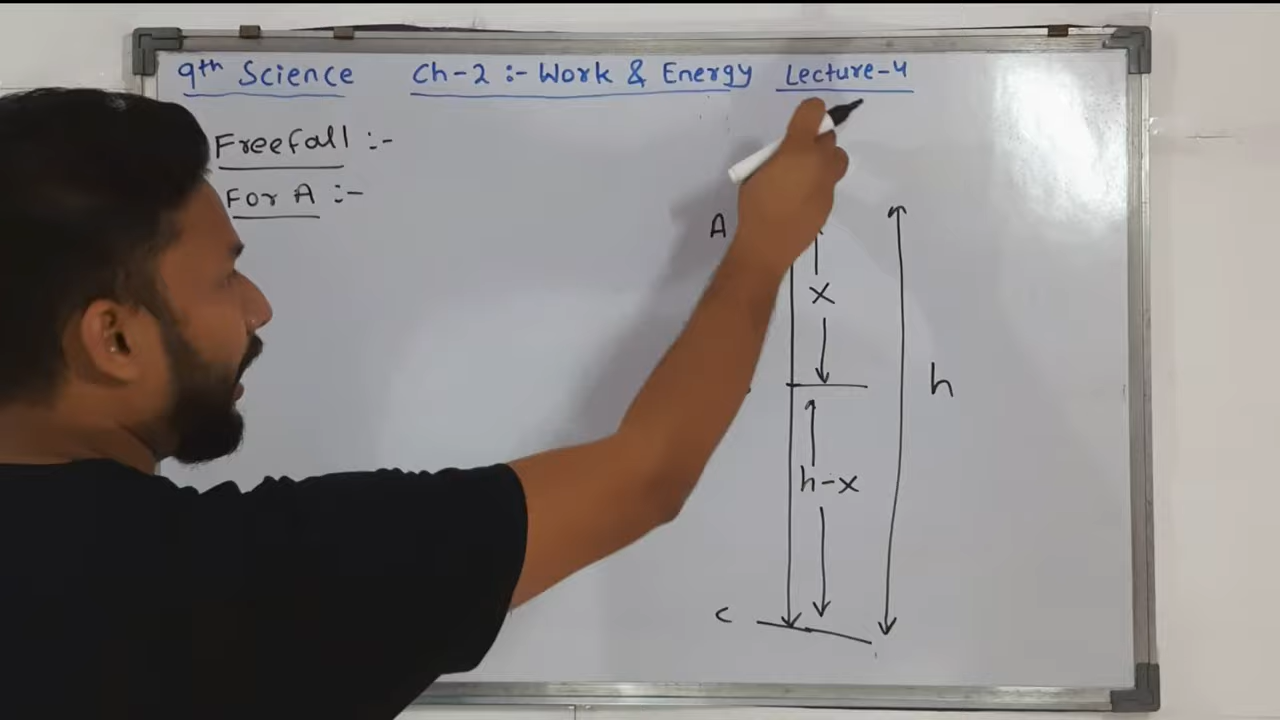 9th Science Ch-2 :- Work & Energy Lecture-4
Freefall :-
For A :-
A
x
h
h-x
C